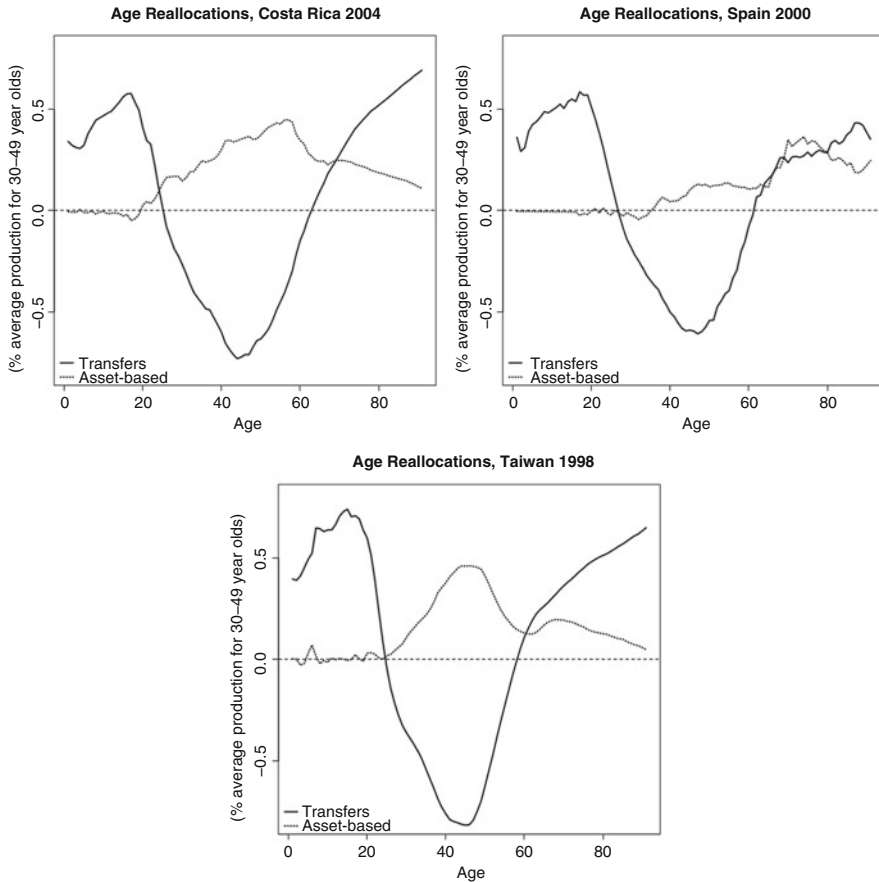 Age Reallocations, Costa Rica 2004
(% average production for 30–49 year olds)
0.5
0.0
−0.5
Transfers
Asset-based
0 20 40 60 80
Age
Age Reallocations, Spain 2000
(% average production for 30–49 year olds)
0.5
0.0
−0.5
Transfers
Asset-based
0 20 40 60 80
Age
Age Reallocations, Taiwan 1998
(% average production for 30–49 year olds)
0.5
0.0
−0.5
Transfers
Asset-based
0 20 40 60 80
Age